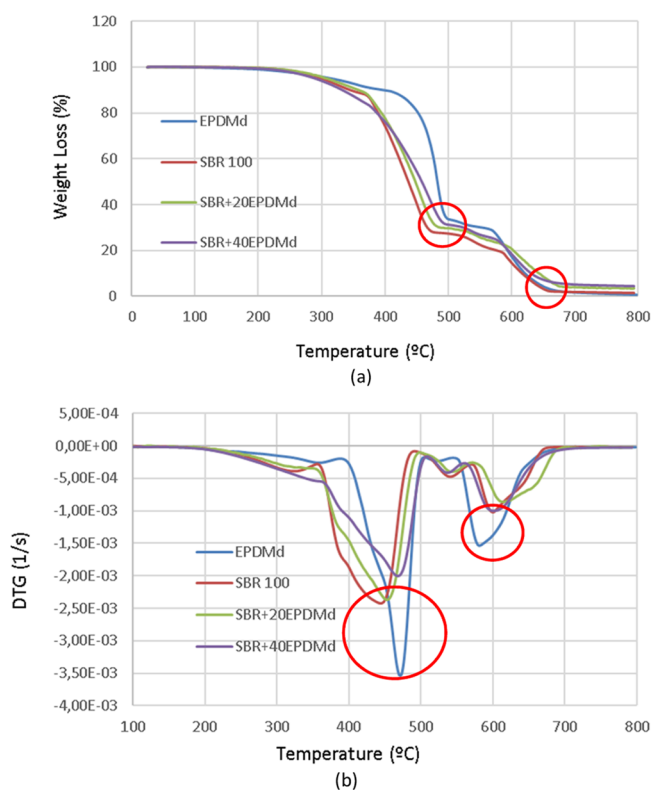 120
100
80
60
40
20
0
Weight Loss (%)
EPDMd
SBR 100
SBR+20EPDMd
SBR+40EPDMd
0 100 200 300 400 500 600 700 800
Temperature (ºC)
(a)
5,00E-04
0,00E+00
-5,00E-04
-1,00E-03
-1,50E-03
-2,00E-03
-2,50E-03
-3,00E-03
-3,50E-03
-4,00E-03
DTG (1/s)
EPDMd
SBR 100
SBR+20EPDMd
SBR+40EPDMd
100 200 300 400 500 600 700 800
Temperature (ºC)
(b)